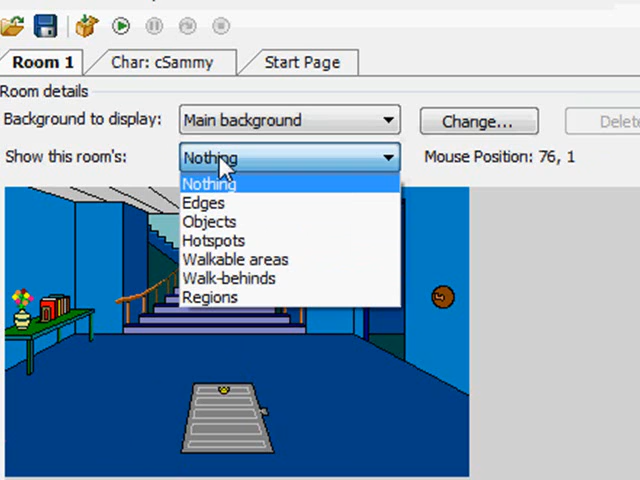 Room 1 Char: cSammy Start Page
Room details
Background to display: Main background Change... Delete
Show this room's: Nothing Mouse Position: 76, 1
Nothing
Edges
Objects
Hotspots
Walkable areas
Walk-behinds
Regions